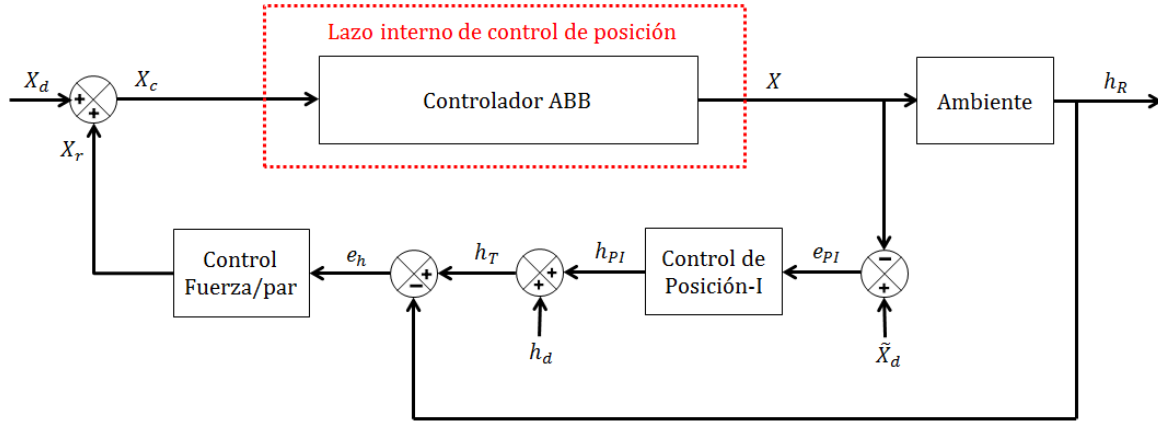 Lazo interno de control de posición
X_d
+
+
X_c
Controlador ABB
X
Ambiente
h_R
X_r
Control
Fuerza/par
e_h
+
−
h_T
+
+
h_PI
Control de
Posición-I
e_PI
−
+
h_d
X̃_d